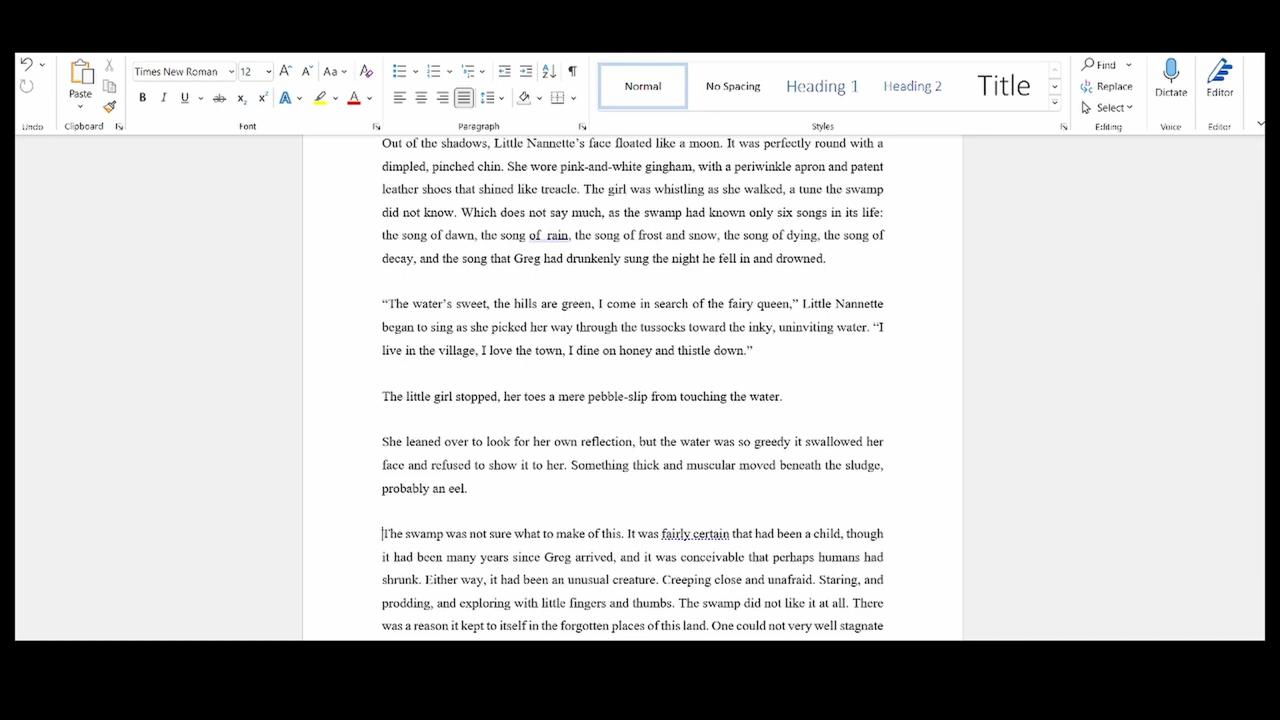 Times New Roman
12
Aa
Find
Paste
B I U ab x₂ x² A A
Normal
No Spacing
Heading 1
Heading 2
Title
Replace
Select
Dictate
Editor
Undo
Clipboard
Font
Paragraph
Styles
Editing
Voice
Editor
Out of the shadows, Little Nannette’s face floated like a moon. It was perfectly round with a
dimpled, pinched chin. She wore pink-and-white gingham, with a periwinkle apron and patent
leather shoes that shined like treacle. The girl was whistling as she walked, a tune the swamp
did not know. Which does not say much, as the swamp had known only six songs in its life:
the song of dawn, the song of  rain, the song of frost and snow, the song of dying, the song of
decay, and the song that Greg had drunkenly sung the night he fell in and drowned.
“The water’s sweet, the hills are green, I come in search of the fairy queen,” Little Nannette
began to sing as she picked her way through the tussocks toward the inky, uninviting water. “I
live in the village, I love the town, I dine on honey and thistle down.”
The little girl stopped, her toes a mere pebble-slip from touching the water.
She leaned over to look for her own reflection, but the water was so greedy it swallowed her
face and refused to show it to her. Something thick and muscular moved beneath the sludge,
probably an eel.
The swamp was not sure what to make of this. It was fairly certain that had been a child, though
it had been many years since Greg arrived, and it was conceivable that perhaps humans had
shrunk. Either way, it had been an unusual creature. Creeping close and unafraid. Staring, and
prodding, and exploring with little fingers and thumbs. The swamp did not like it at all. There
was a reason it kept to itself in the forgotten places of this land. One could not very well stagnate